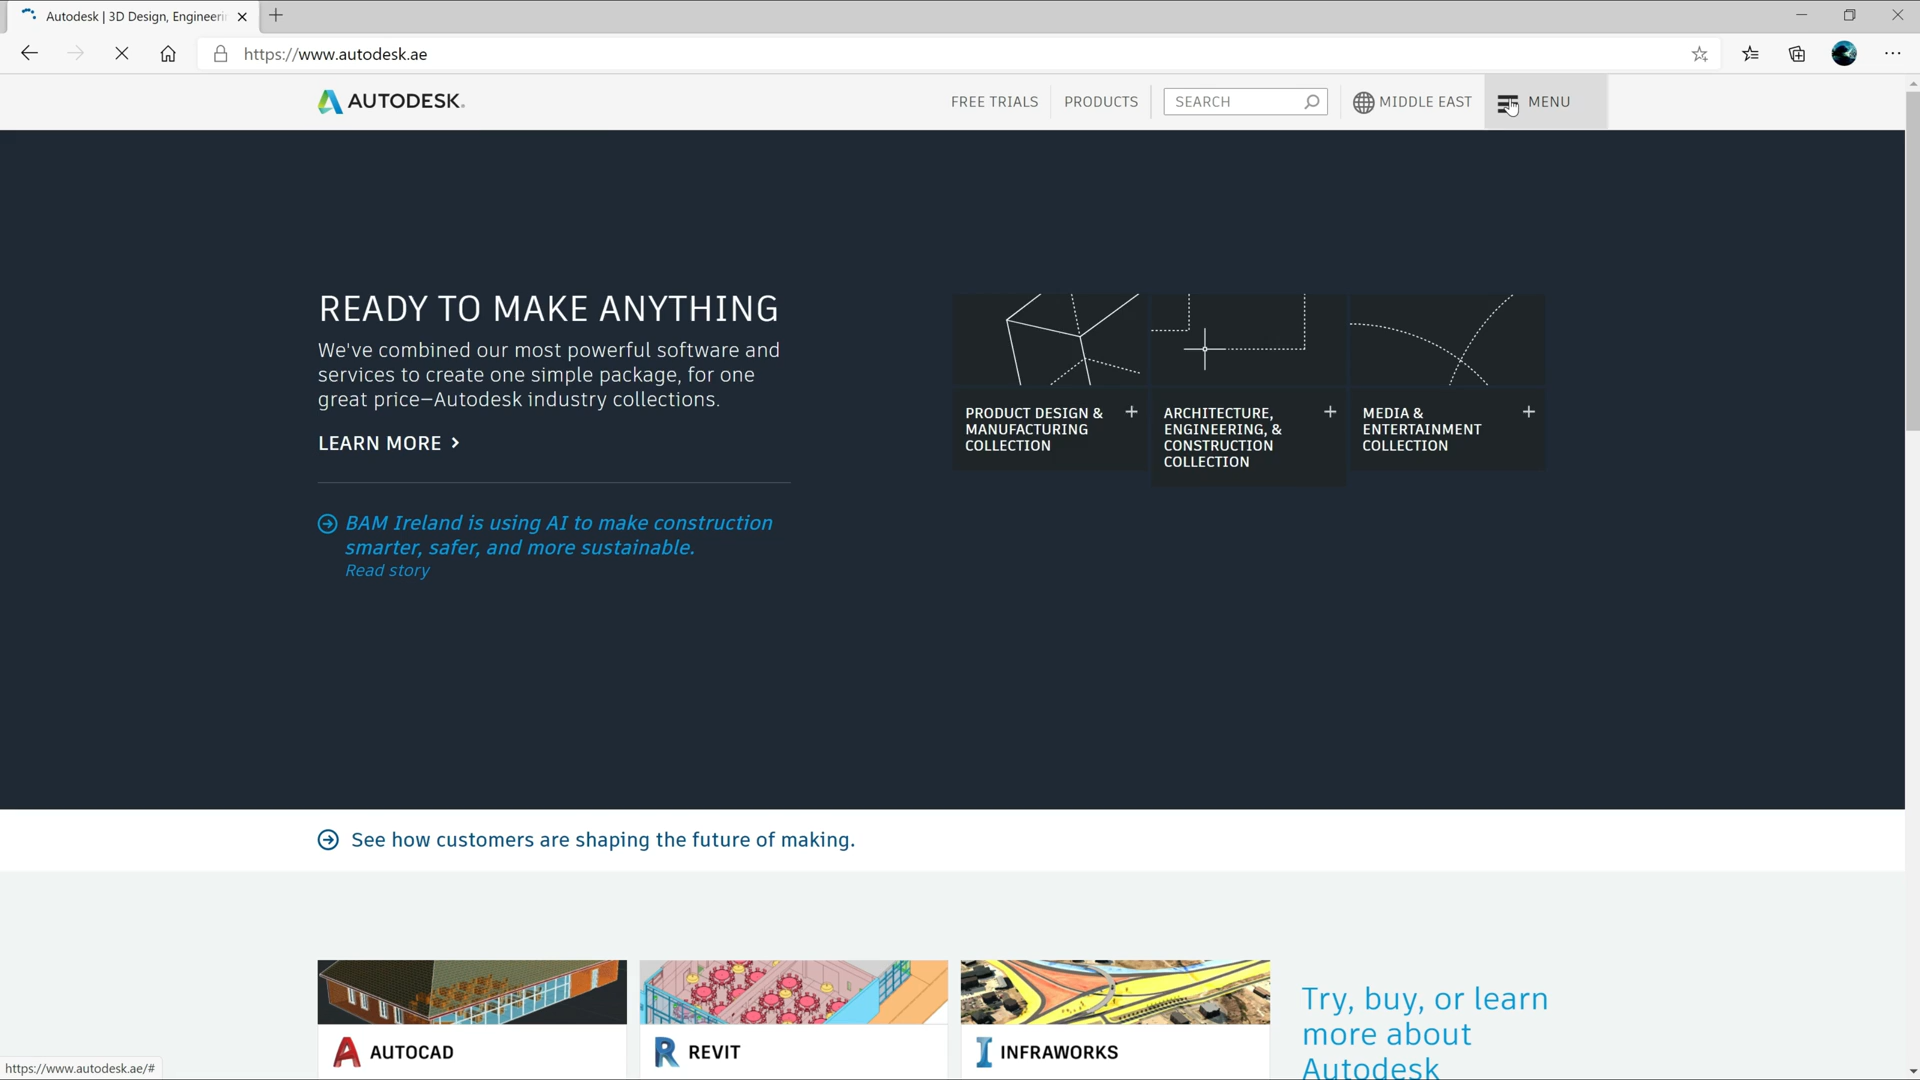 Autodesk | 3D Design, Engineeri
https://www.autodesk.ae
AUTODESK.
FREE TRIALS
PRODUCTS
SEARCH
MIDDLE EAST
MENU
READY TO MAKE ANYTHING
We've combined our most powerful software and
services to create one simple package, for one
great price–Autodesk industry collections.
LEARN MORE
BAM Ireland is using AI to make construction
smarter, safer, and more sustainable.
Read story
PRODUCT DESIGN &
MANUFACTURING
COLLECTION
ARCHITECTURE,
ENGINEERING, &
CONSTRUCTION
COLLECTION
MEDIA &
ENTERTAINMENT
COLLECTION
See how customers are shaping the future of making.
AUTOCAD
REVIT
INFRAWORKS
Try, buy, or learn
more about
Autodesk
https://www.autodesk.ae/#